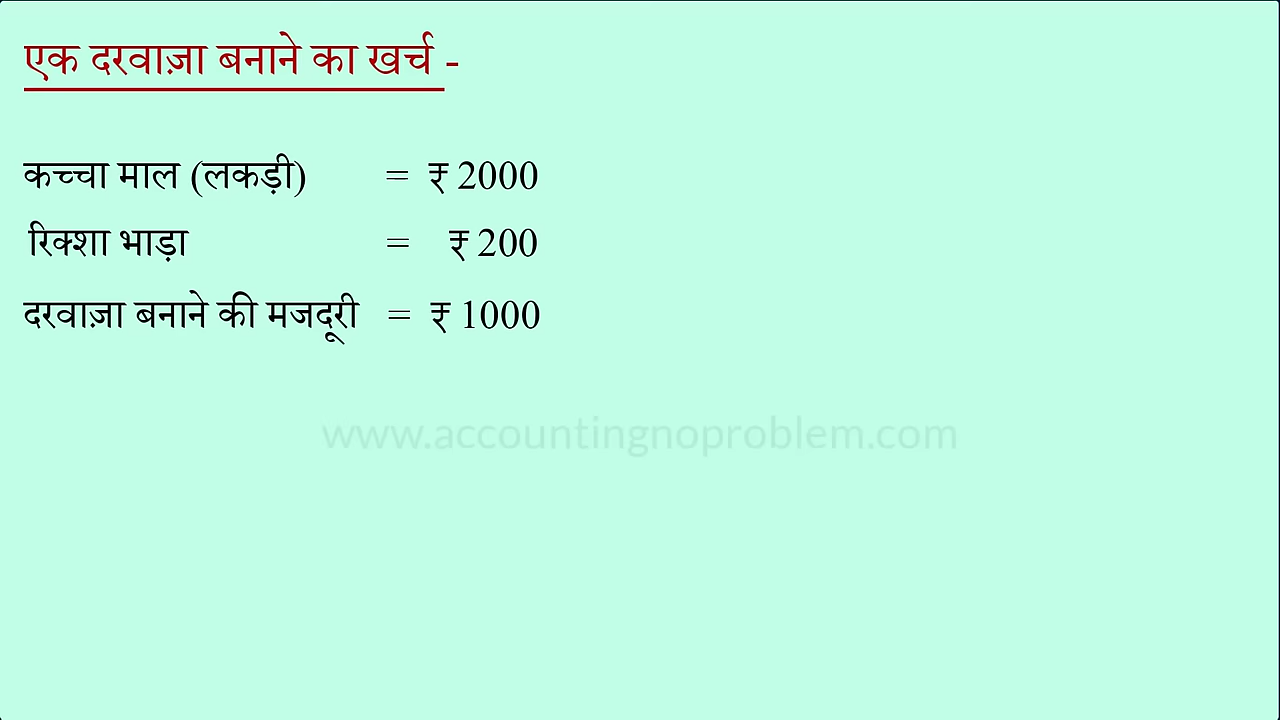 एक दरवाज़ा बनाने का खर्च -
कच्चा माल (लकड़ी) = ₹ 2000
रिक्शा भाड़ा = ₹ 200
दरवाज़ा बनाने की मजदूरी = ₹ 1000
www.accountingnoproblem.com